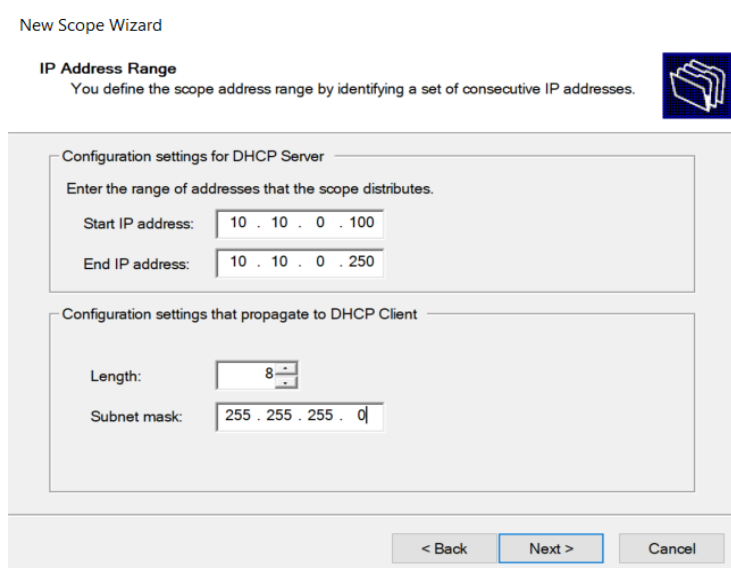 New Scope Wizard
IP Address Range
You define the scope address range by identifying a set of consecutive IP addresses.
Configuration settings for DHCP Server
Enter the range of addresses that the scope distributes.
Start IP address: 10 . 10 . 0 . 100
End IP address: 10 . 10 . 0 . 250
Configuration settings that propagate to DHCP Client
Length: 8
Subnet mask: 255 . 255 . 255 . 0
< Back Next > Cancel